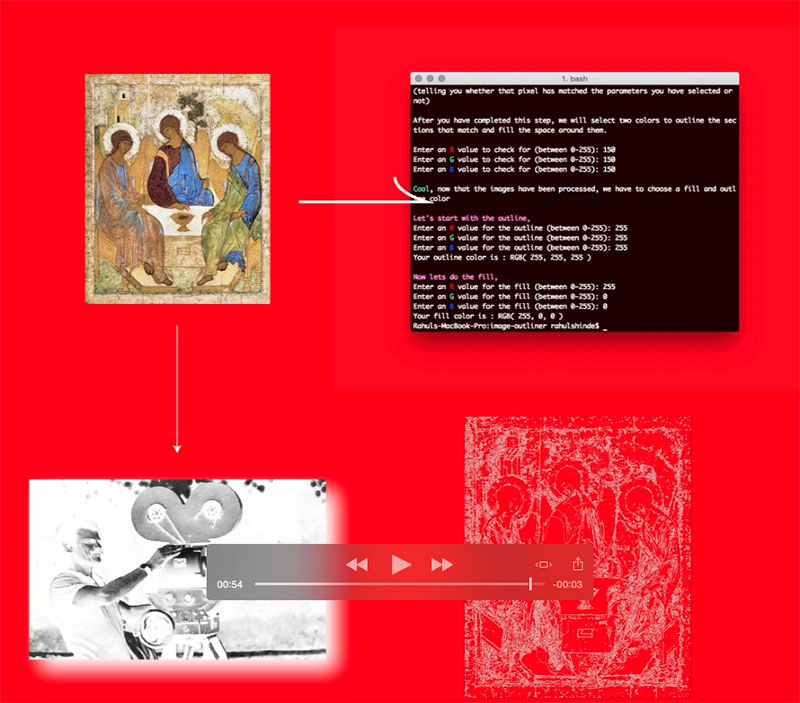 1. bash
(telling you whether that pixel has matched the parameters you have selected or
not)
After you have completed this step, we will select two colors to outline the sec
tions that match and fill the space around them.
Enter an R value to check for (between 0-255): 150
Enter an G value to check for (between 0-255): 150
Enter an B value to check for (between 0-255): 150
Cool, now that the images have been processed, we have to choose a fill and outl
color
Let's start with the outline,
Enter an R value for the outline (between 0-255): 255
Enter an G value for the outline (between 0-255): 255
Enter an B value for the outline (between 0-255): 255
Your outline color is : RGB( 255, 255, 255 )
Now lets do the fill,
Enter an R value for the fill (between 0-255): 255
Enter an G value for the fill (between 0-255): 0
Enter an B value for the fill (between 0-255): 0
Your fill color is : RGB( 255, 0, 0 )
Rahuls-MacBook-Pro:image-outliner rahulshinde$ _
00:54 -00:03